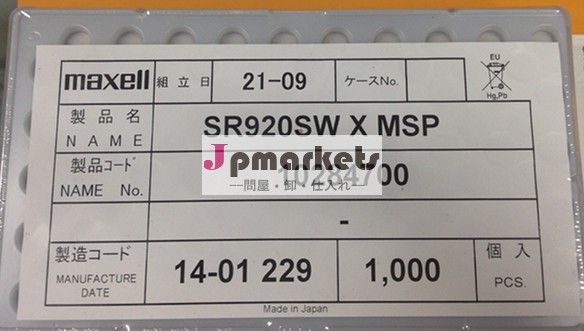 maxell 組立日 21-09 ケースNo.
EU
Hg,Pb
製品名 SR920SW X MSP
NAME
Jpmarkets
一問屋・卸・仕入れ一
製品コード 10284700
NAME No.
-
製造コード 14-01 229 1,000 個入
MANUFACTURE DATE PCS.
Made in Japan